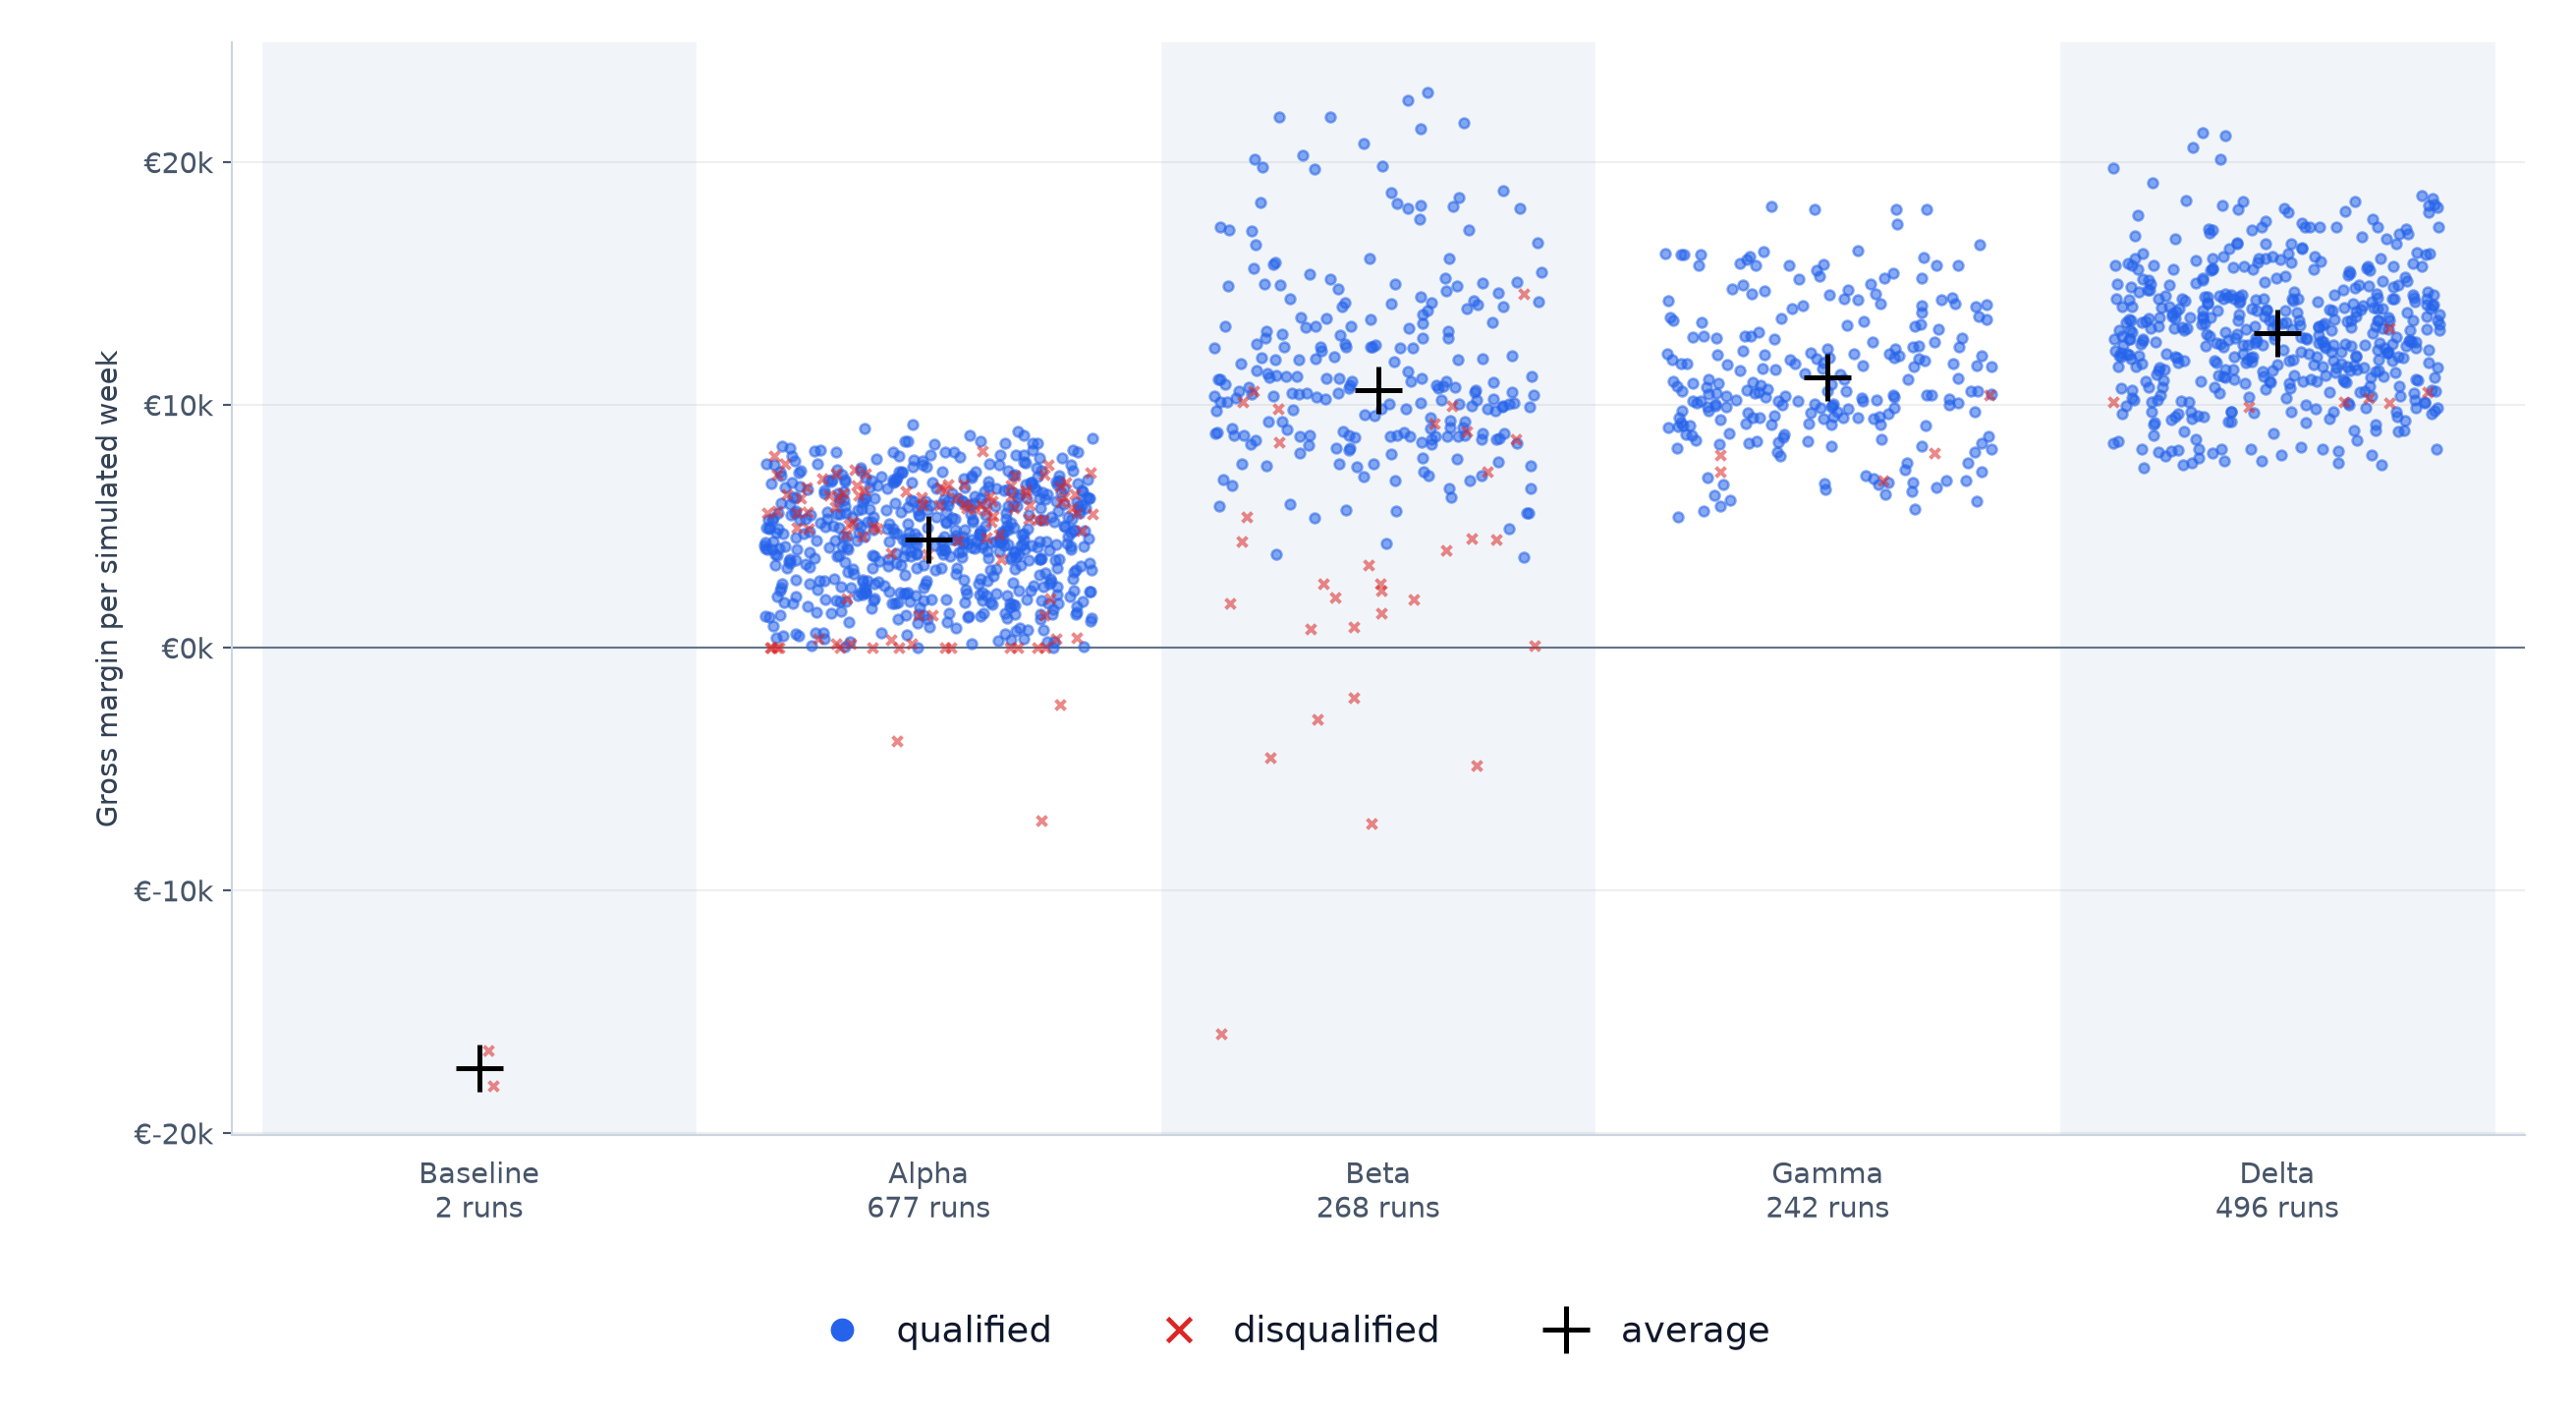 Gross margin per simulated week
€20k
€10k
€0k
€-10k
€-20k
Baseline
2 runs
Alpha
677 runs
Beta
268 runs
Gamma
242 runs
Delta
496 runs
qualified
disqualified
average